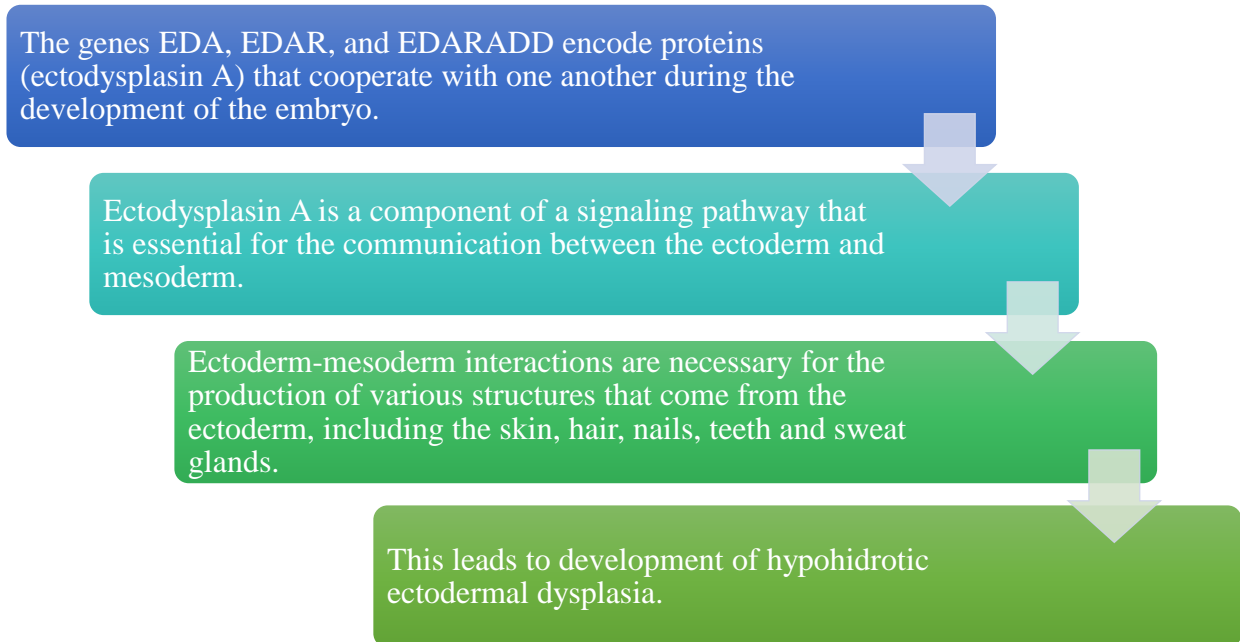 The genes EDA, EDAR, and EDARADD encode proteins
(ectodysplasin A) that cooperate with one another during the
development of the embryo.
Ectodysplasin A is a component of a signaling pathway that
is essential for the communication between the ectoderm and
mesoderm.
Ectoderm-mesoderm interactions are necessary for the
production of various structures that come from the
ectoderm, including the skin, hair, nails, teeth and sweat
glands.
This leads to development of hypohidrotic
ectodermal dysplasia.